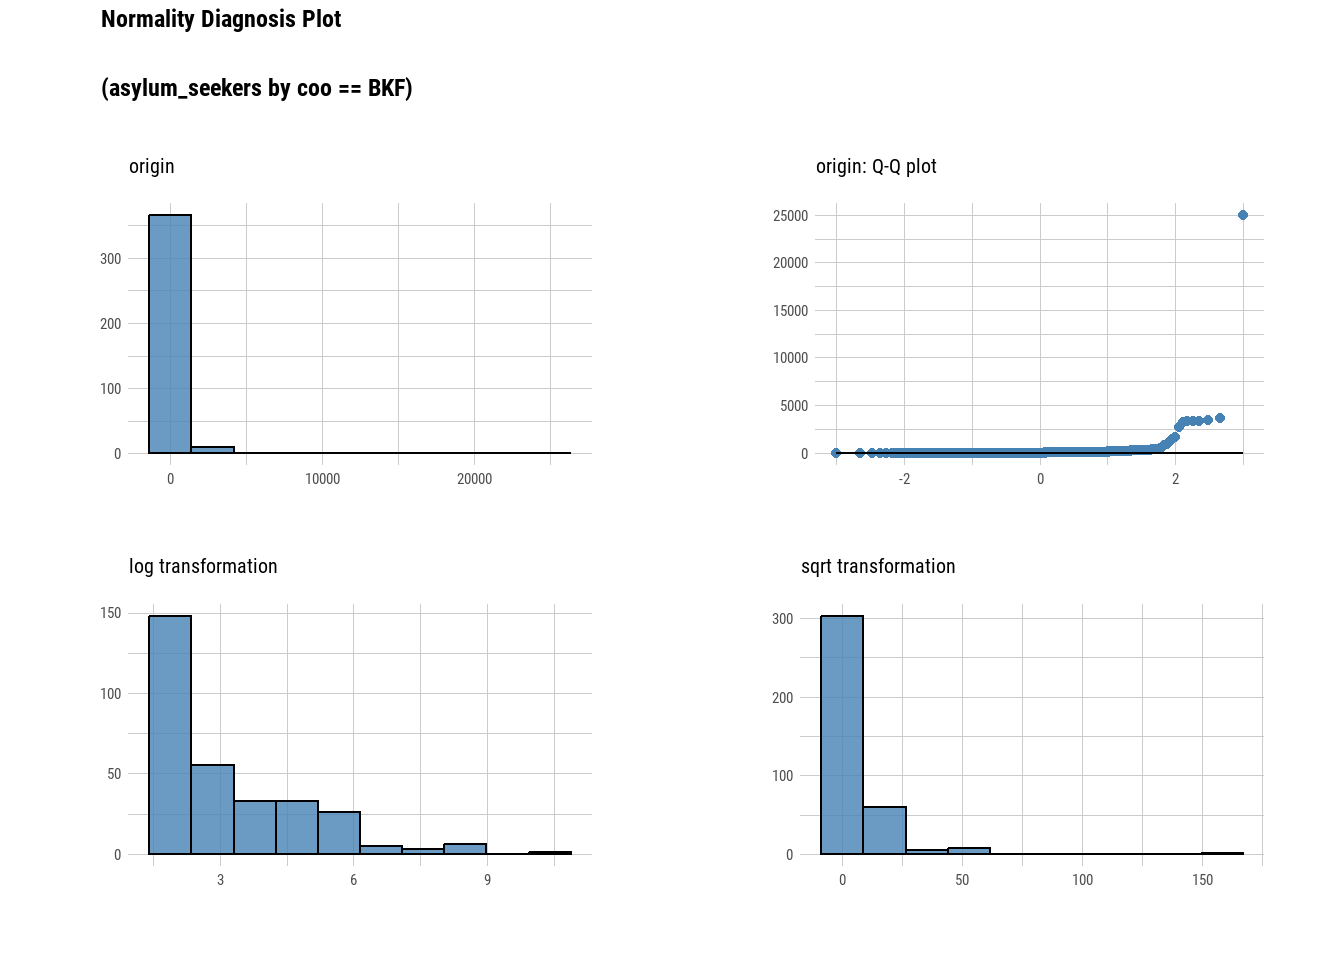 Normality Diagnosis Plot
(asylum_seekers by coo == BKF)
origin
300
200
100
0
0 10000 20000
origin: Q-Q plot
25000
20000
15000
10000
5000
0
-2 0 2
log transformation
150
100
50
0
3 6 9
sqrt transformation
300
200
100
0
0 50 100 150